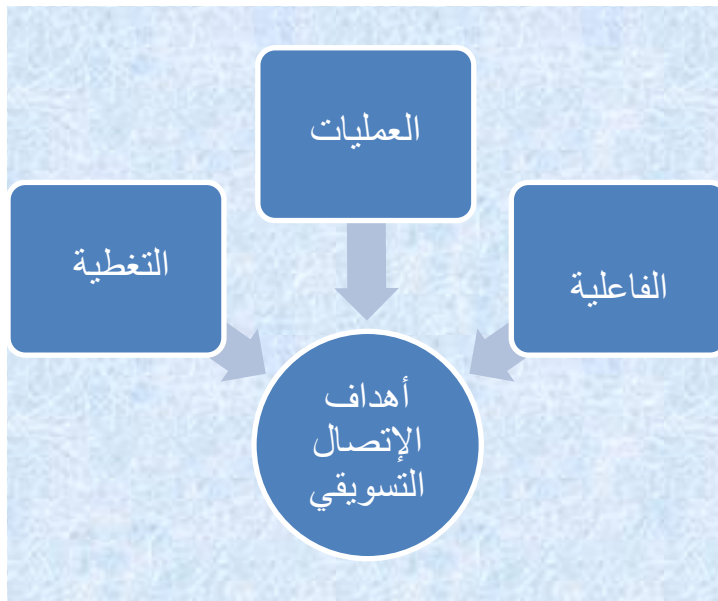 العمليات
الفاعلية
التغطية
أهداف
الإتصال
التسويقي